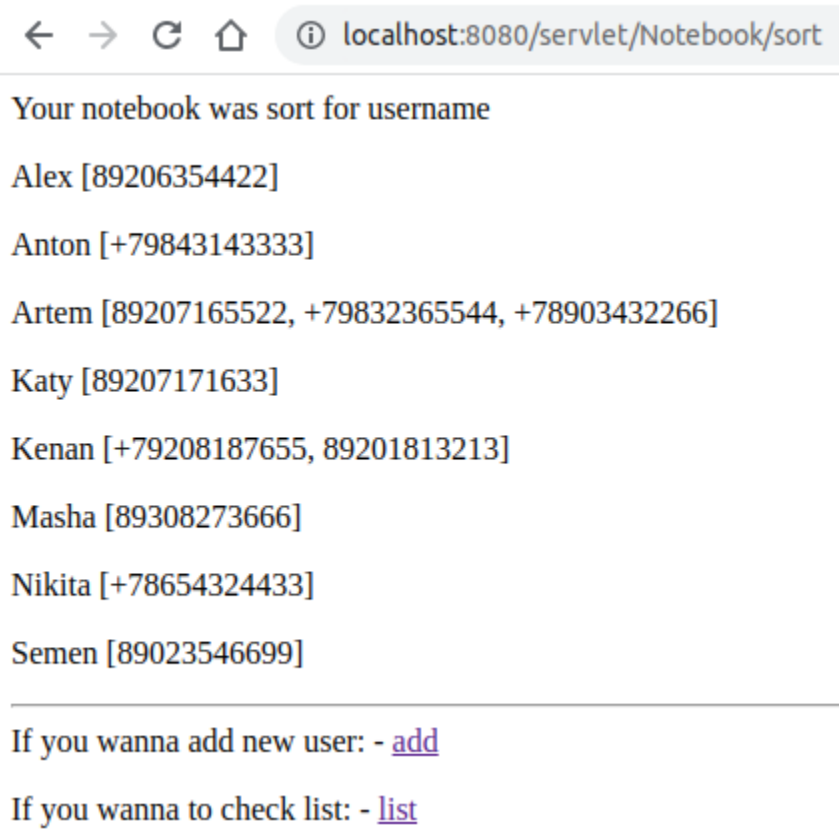 localhost:8080/servlet/Notebook/sort
Your notebook was sort for username
Alex [89206354422]
Anton [+79843143333]
Artem [89207165522, +79832365544, +78903432266]
Katy [89207171633]
Kenan [+79208187655, 89201813213]
Masha [89308273666]
Nikita [+78654324433]
Semen [89023546699]
If you wanna add new user: - add
If you wanna to check list: - list